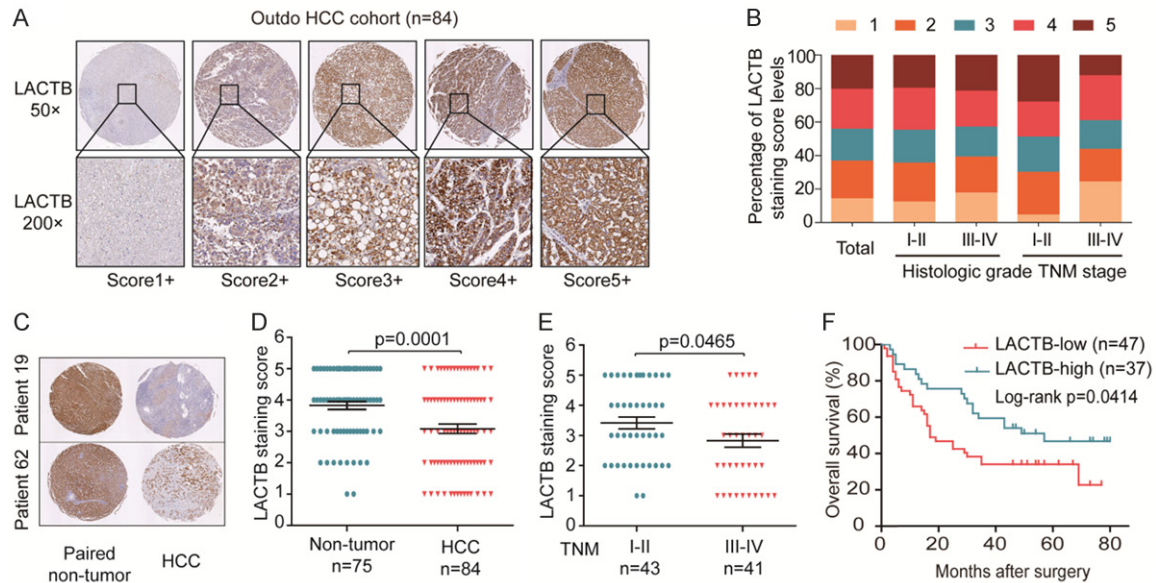 A
Outdo HCC cohort (n=84)
LACTB
50×
LACTB
200×
Score1+ Score2+ Score3+ Score4+ Score5+
B
1 2 3 4 5
Percentage of LACTB
staining score levels
100
80
60
40
20
0
Total I-II III-IV I-II III-IV
Histologic grade TNM stage
C
Patient 19
Patient 62
Paired
non-tumor
HCC
D
p=0.0001
LACTB staining score
6
5
4
3
2
1
0
Non-tumor HCC
n=75 n=84
E
p=0.0465
LACTB staining score
6
5
4
3
2
1
0
TNM I-II III-IV
n=43 n=41
F
LACTB-low (n=47)
LACTB-high (n=37)
Log-rank p=0.0414
Overall survival (%)
100
80
60
40
20
0 20 40 60 80
Months after surgery